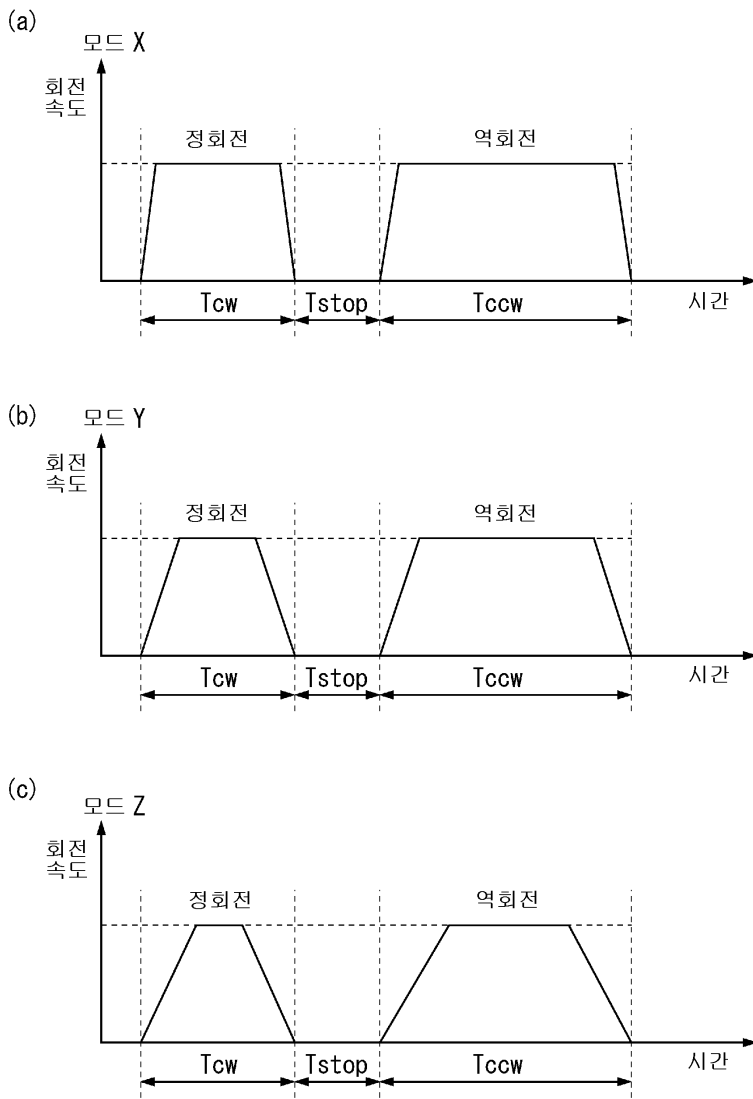 (a)
모드 X
회전
속도
정회전
역회전
Tcw
Tstop
Tccw
시간
(b)
모드 Y
회전
속도
정회전
역회전
Tcw
Tstop
Tccw
시간
(c)
모드 Z
회전
속도
정회전
역회전
Tcw
Tstop
Tccw
시간